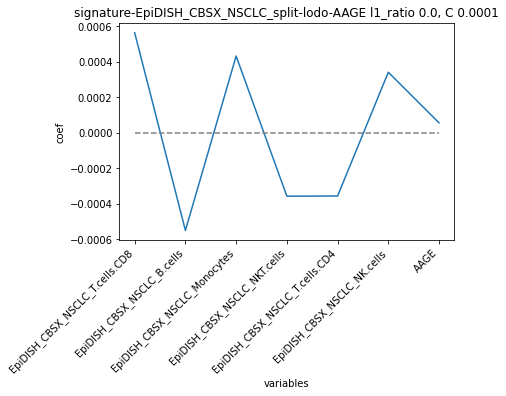 signature-EpiDISH_CBSX_NSCLC_split-lodo-AAGE l1_ratio 0.0, C 0.0001
0.0006
0.0004
0.0002
0.0000
−0.0002
−0.0004
−0.0006
coef
EpiDISH_CBSX_NSCLC_T.cells.CD8
EpiDISH_CBSX_NSCLC_B.cells
EpiDISH_CBSX_NSCLC_Monocytes
EpiDISH_CBSX_NSCLC_NKT.cells
EpiDISH_CBSX_NSCLC_T.cells.CD4
EpiDISH_CBSX_NSCLC_NK.cells
AAGE
variables